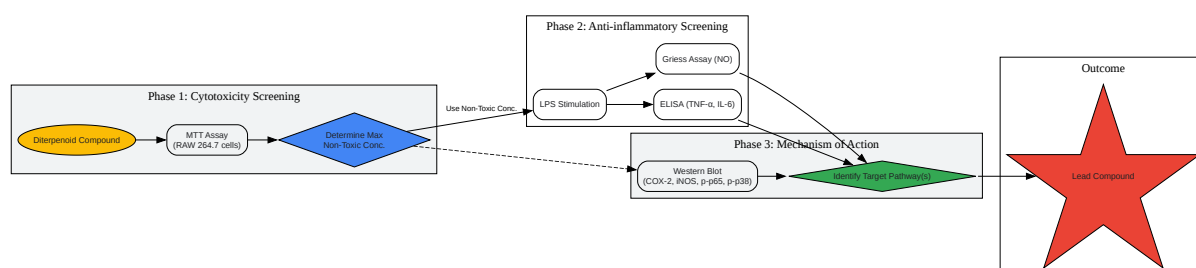 Phase 1: Cytotoxicity Screening
Diterpenoid Compound
MTT Assay
(RAW 264.7 cells)
Determine Max
Non-Toxic Conc.
Use Non-Toxic Conc.
Phase 2: Anti-inflammatory Screening
LPS Stimulation
Griess Assay (NO)
ELISA (TNF-α, IL-6)
Phase 3: Mechanism of Action
Western Blot
(COX-2, iNOS, p-p65, p-p38)
Identify Target Pathway(s)
Outcome
Lead Compound